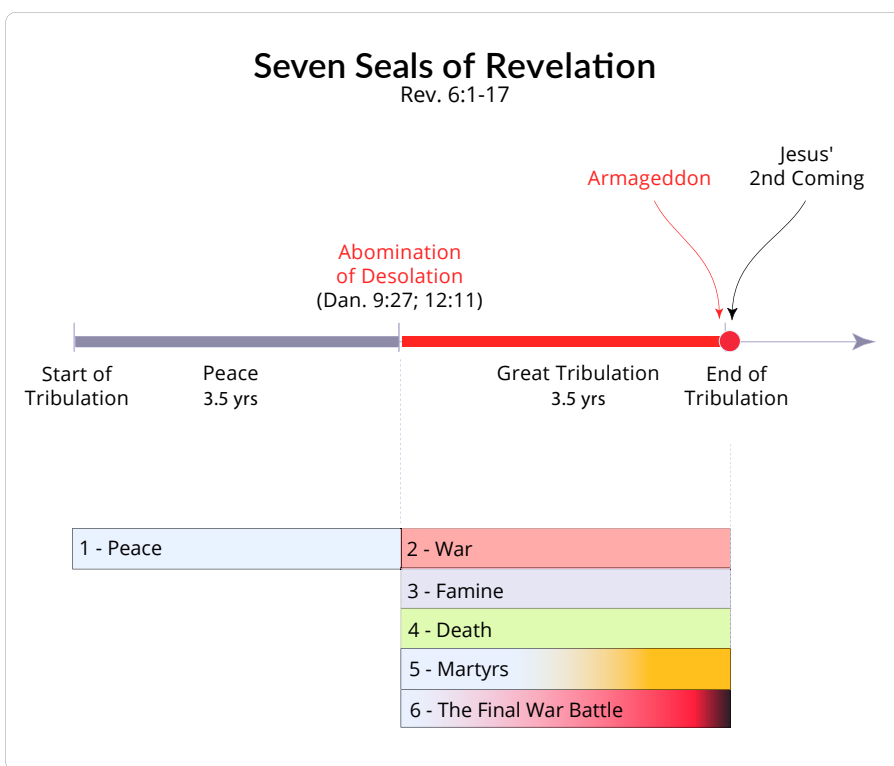 Seven Seals of Revelation
Rev. 6:1-17
Jesus'
2nd Coming
Armageddon
Abomination
of Desolation
(Dan. 9:27; 12:11)
Start of
Tribulation
Peace
3.5 yrs
Great Tribulation
3.5 yrs
End of
Tribulation
1 - Peace
2 - War
3 - Famine
4 - Death
5 - Martyrs
6 - The Final War Battle